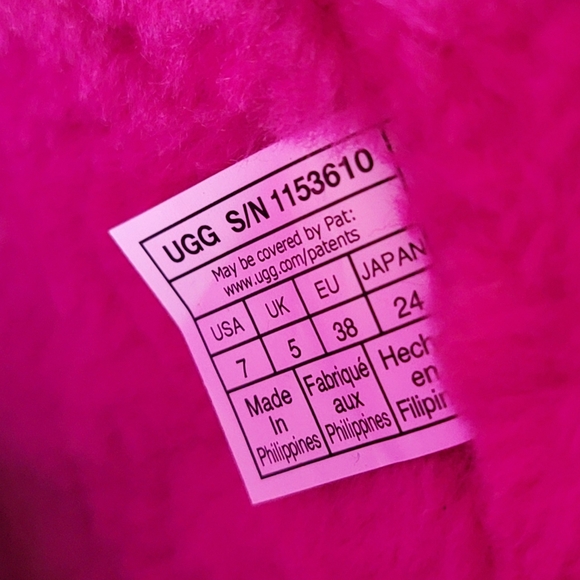 UGG S/N 1153610
May be covered by Pat:
www.ugg.com/patents
USA UK EU JAPAN
7 5 38 24
Made In Philippines
Fabriqué aux Philippines
Hech en Filipin